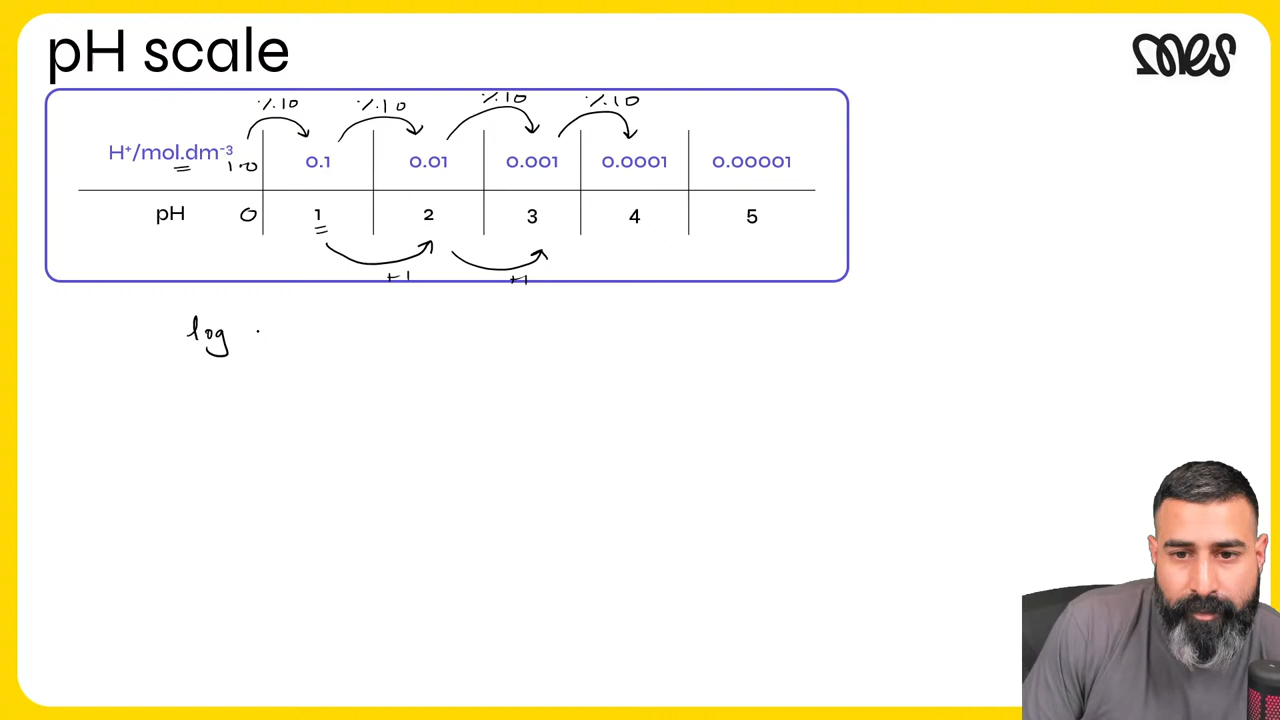 pH scale
mes
÷10 ÷10 ÷10 ÷10
H⁺/mol.dm⁻³ 1.0 0.1 0.01 0.001 0.0001 0.00001
pH 0 1 2 3 4 5
+1 +1
log